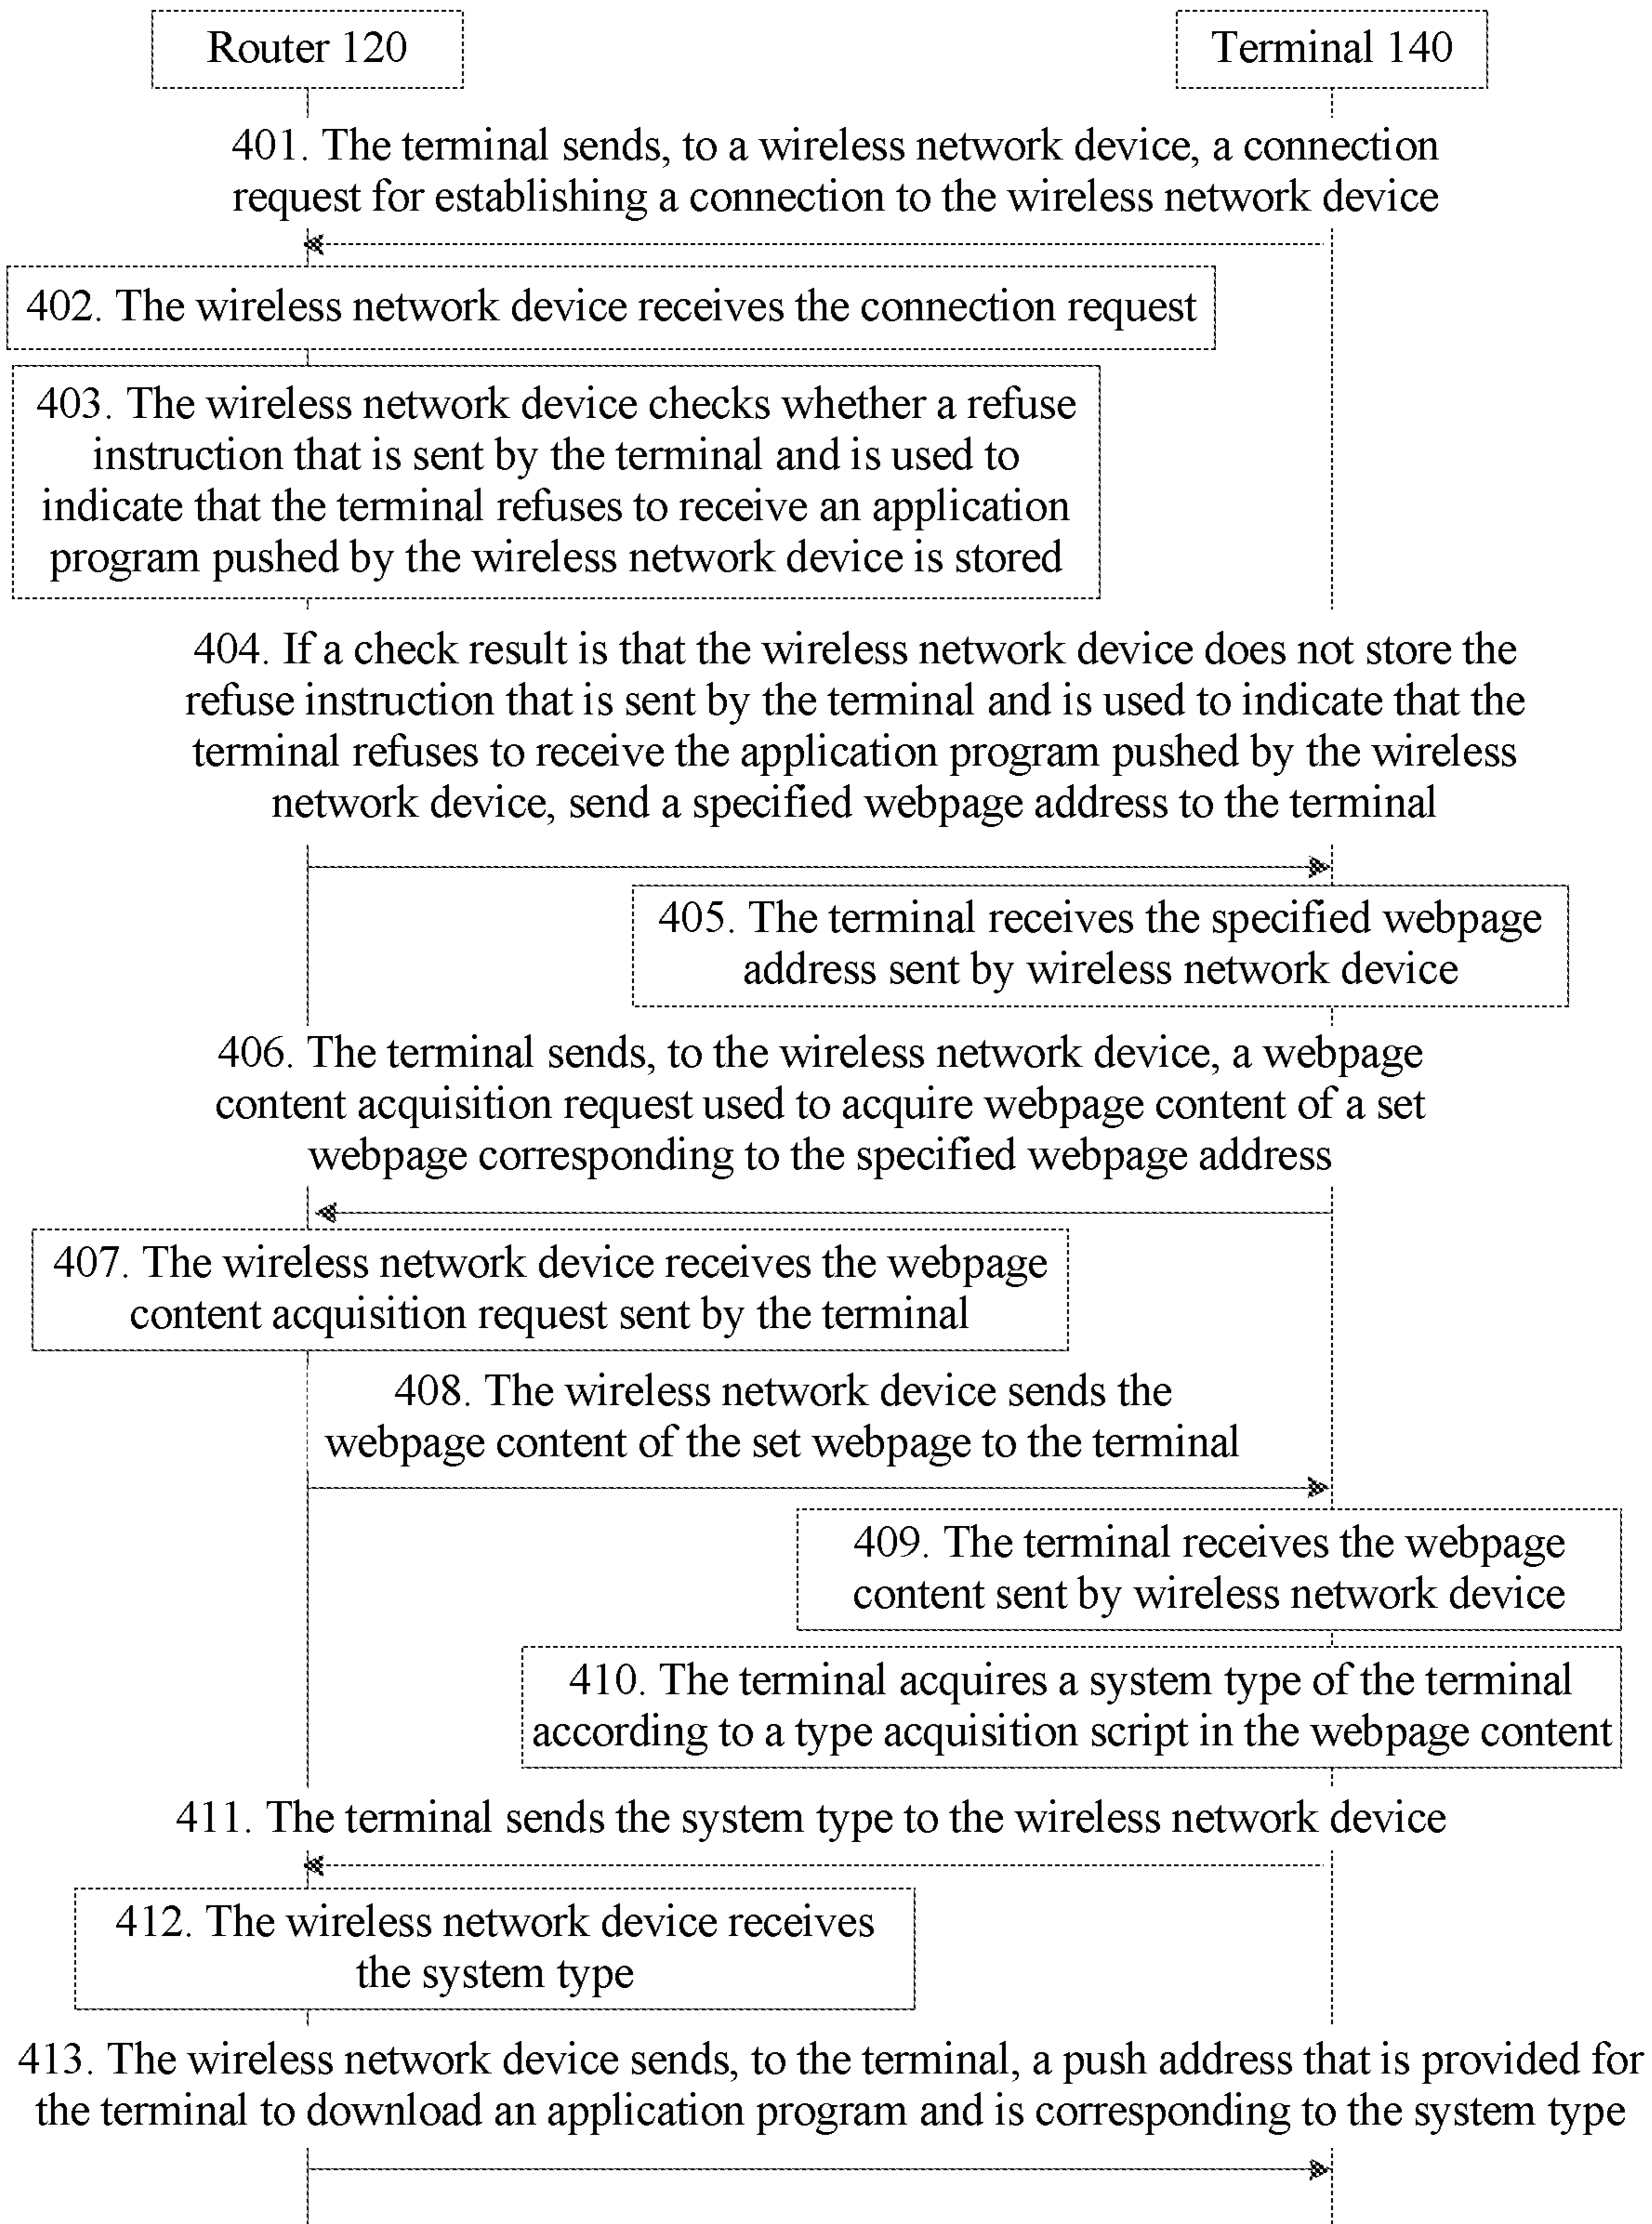 Router 120
Terminal 140
401. The terminal sends, to a wireless network device, a connection
request for establishing a connection to the wireless network device
402. The wireless network device receives the connection request
403. The wireless network device checks whether a refuse
instruction that is sent by the terminal and is used to
indicate that the terminal refuses to receive an application
program pushed by the wireless network device is stored
404. If a check result is that the wireless network device does not store the
refuse instruction that is sent by the terminal and is used to indicate that the
terminal refuses to receive the application program pushed by the wireless
network device, send a specified webpage address to the terminal
405. The terminal receives the specified webpage
address sent by wireless network device
406. The terminal sends, to the wireless network device, a webpage
content acquisition request used to acquire webpage content of a set
webpage corresponding to the specified webpage address
407. The wireless network device receives the webpage
content acquisition request sent by the terminal
408. The wireless network device sends the
webpage content of the set webpage to the terminal
409. The terminal receives the webpage
content sent by wireless network device
410. The terminal acquires a system type of the terminal
according to a type acquisition script in the webpage content
411. The terminal sends the system type to the wireless network device
412. The wireless network device receives
the system type
413. The wireless network device sends, to the terminal, a push address that is provided for
the terminal to download an application program and is corresponding to the system type